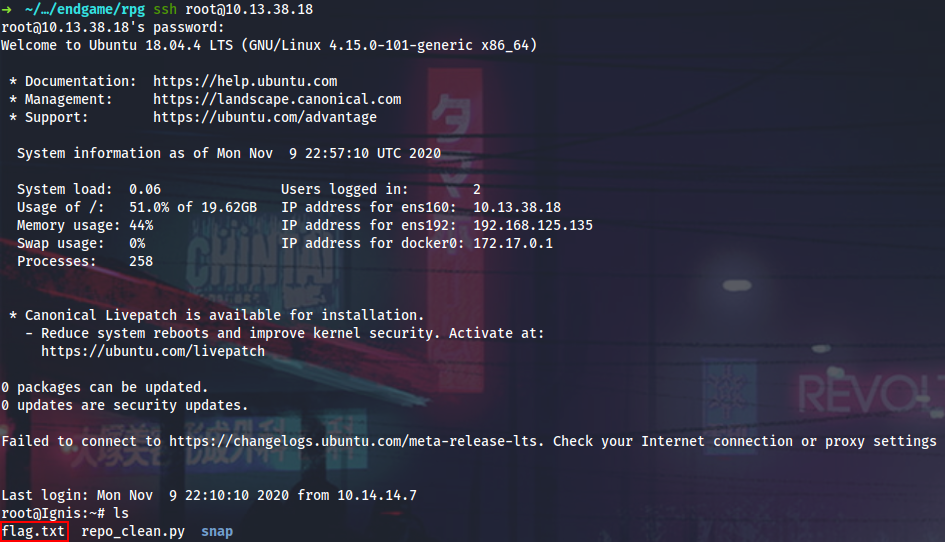 → ~/…/endgame/rpg ssh root@10.13.38.18
root@10.13.38.18's password:
Welcome to Ubuntu 18.04.4 LTS (GNU/Linux 4.15.0-101-generic x86_64)
* Documentation: https://help.ubuntu.com
* Management: https://landscape.canonical.com
* Support: https://ubuntu.com/advantage
System information as of Mon Nov 9 22:57:10 UTC 2020
System load: 0.06 Users logged in: 2
Usage of /: 51.0% of 19.62GB IP address for ens160: 10.13.38.18
Memory usage: 44% IP address for ens192: 192.168.125.135
Swap usage: 0% IP address for docker0: 172.17.0.1
Processes: 258
* Canonical Livepatch is available for installation.
- Reduce system reboots and improve kernel security. Activate at:
https://ubuntu.com/livepatch
0 packages can be updated.
0 updates are security updates.
Failed to connect to https://changelogs.ubuntu.com/meta-release-lts. Check your Internet connection or proxy settings
Last login: Mon Nov 9 22:10:10 2020 from 10.14.14.7
root@Ignis:~# ls
flag.txt repo_clean.py snap
CHINTAI
REVOLT